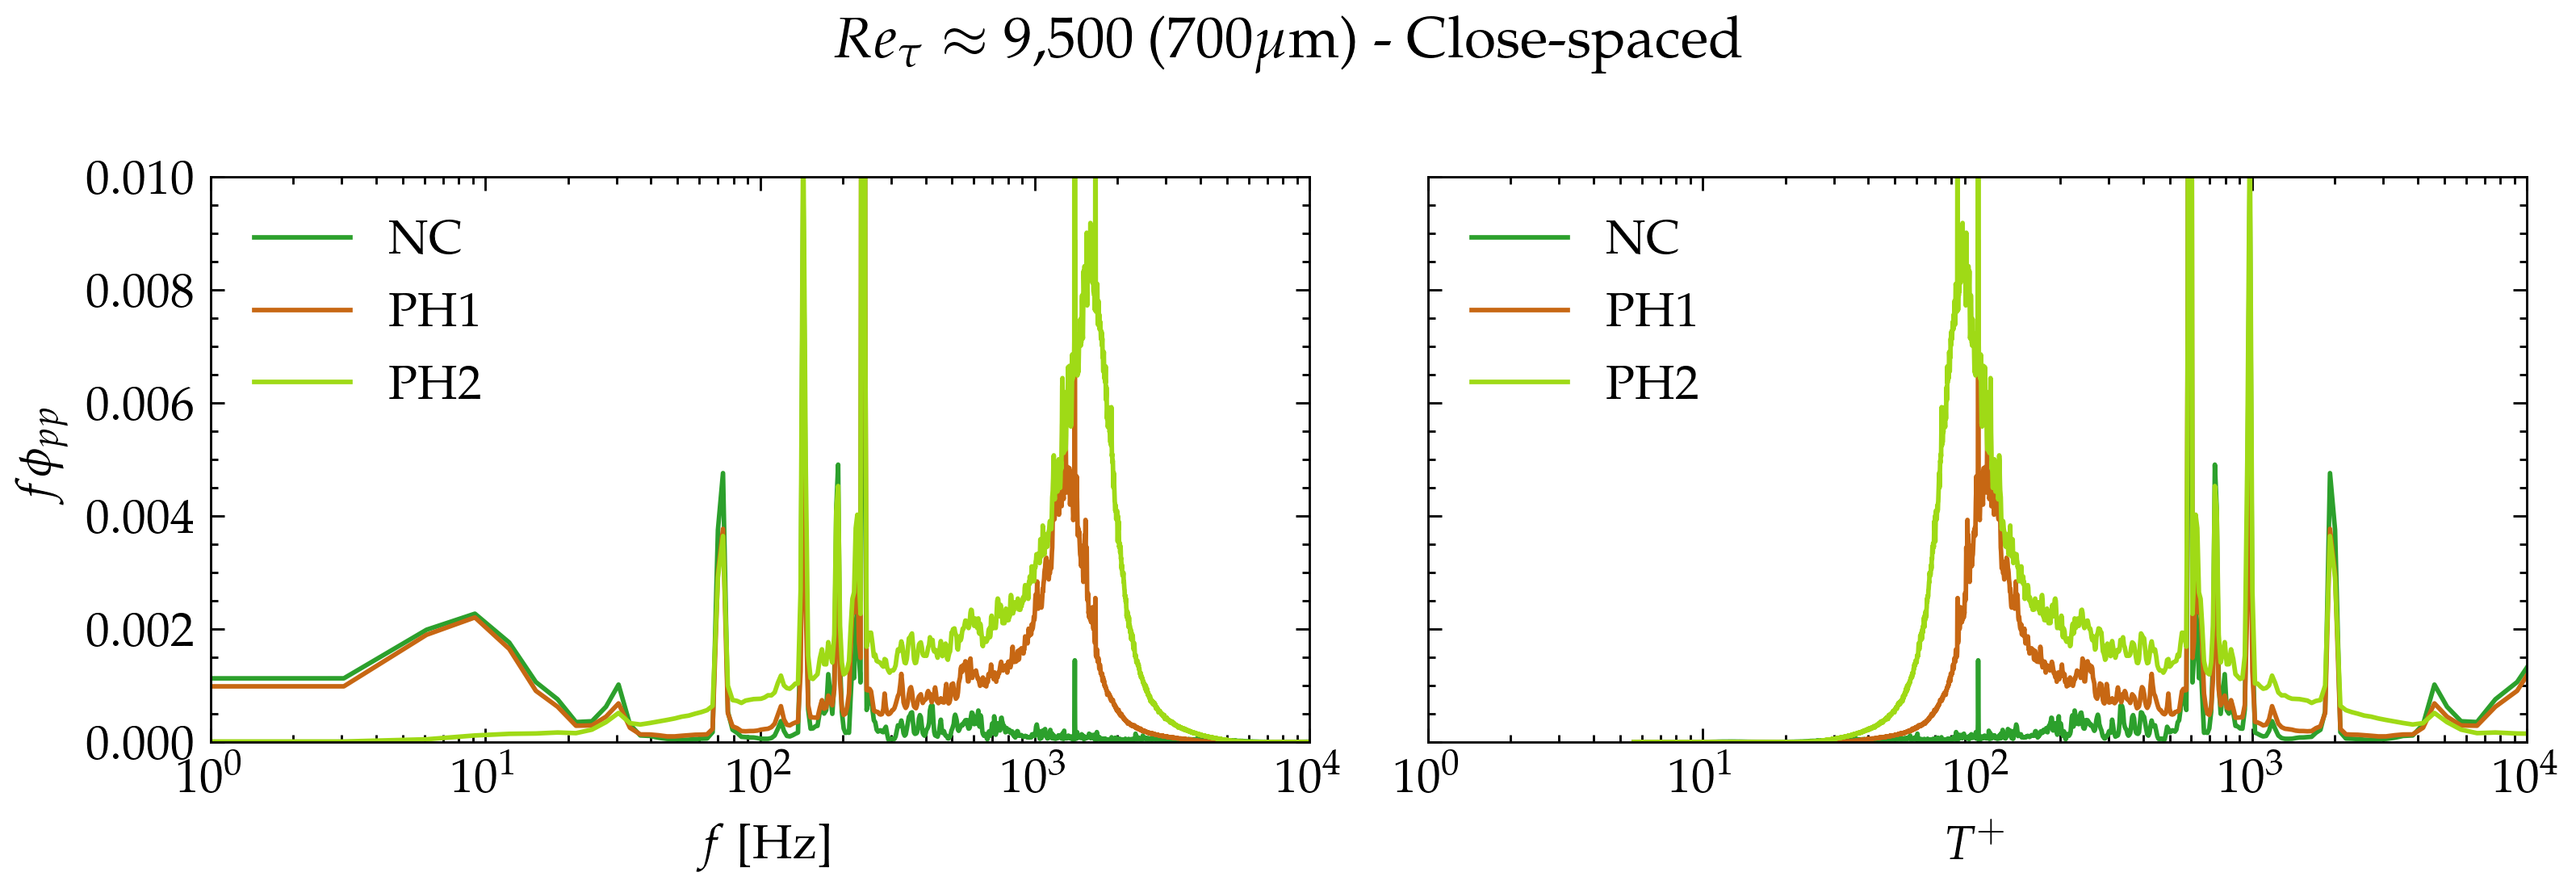 Re_τ ≈ 9,500 (700μm) - Close-spaced
fϕ_pp
0.010
0.008
0.006
0.004
0.002
0.000
NC
PH1
PH2
10^0
10^1
10^2
10^3
10^4
f [Hz]
NC
PH1
PH2
10^0
10^1
10^2
10^3
10^4
T^+